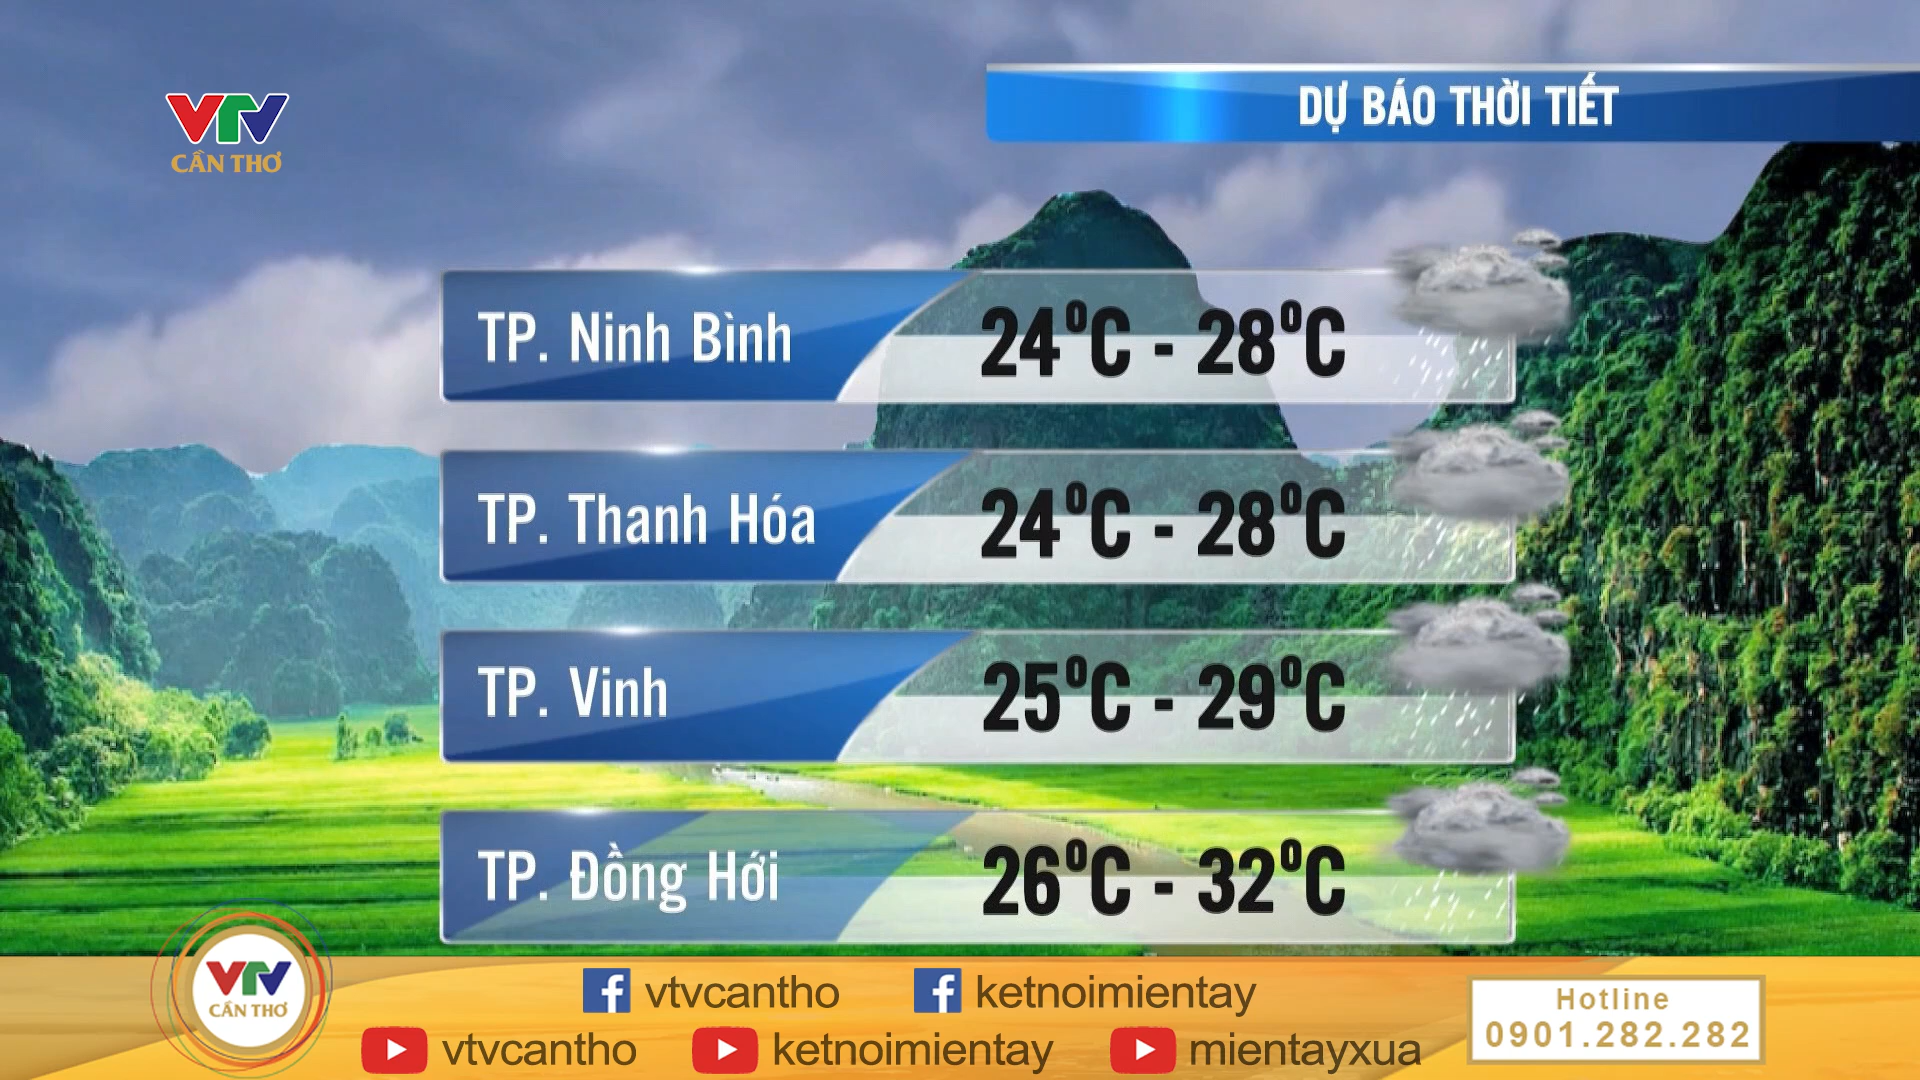 VTV
CẦN THƠ
DỰ BÁO THỜI TIẾT
TP. Ninh Bình 24°C - 28°C
TP. Thanh Hóa 24°C - 28°C
TP. Vinh 25°C - 29°C
TP. Đồng Hới 26°C - 32°C
VTV
CẦN THƠ
vtvcantho ketnoimientay
vtvcantho ketnoimientay mientayxua
Hotline
0901.282.282